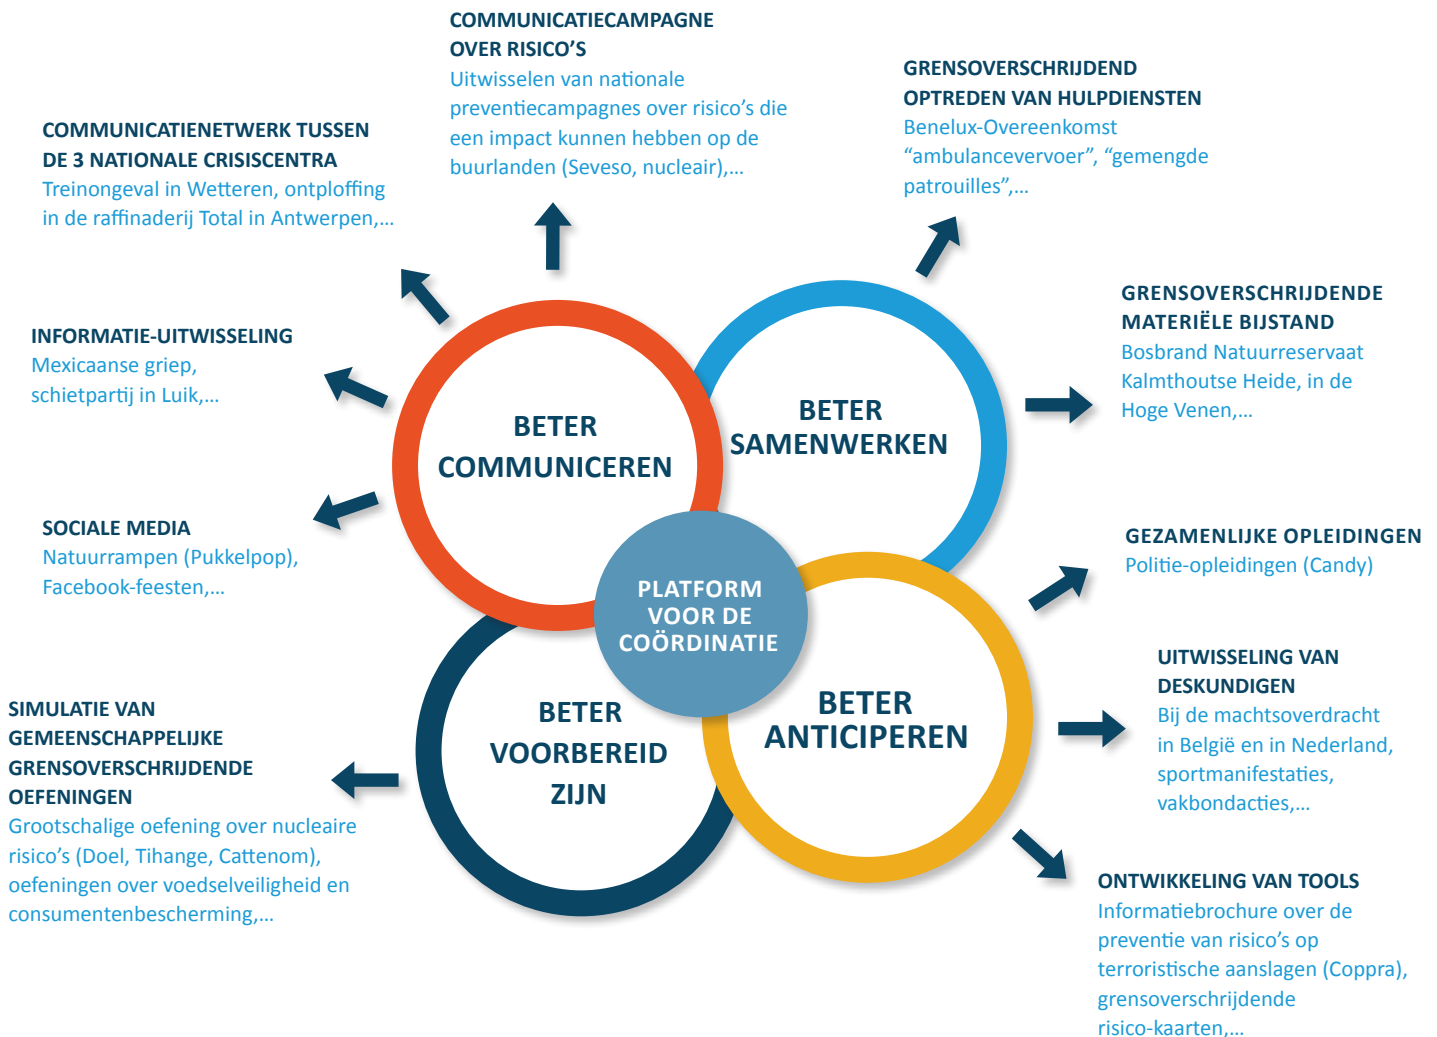 COMMUNICATIECAMPAGNE
OVER RISICO’S
Uitwisselen van nationale
preventiecampagnes over risico’s die
een impact kunnen hebben op de
buurlanden (Seveso, nucleair),...
GRENSOVERSCHRIJDEND
OPTREDEN VAN HULPDIENSTEN
Benelux-Overeenkomst
“ambulancevervoer”, “gemengde
patrouilles”,...
COMMUNICATIENETWERK TUSSEN
DE 3 NATIONALE CRISISCENTRA
Treinongeval in Wetteren, ontploffing
in de raffinaderij Total in Antwerpen,...
GRENSOVERSCHRIJDENDE
MATERIËLE BIJSTAND
Bosbrand Natuurreservaat
Kalmthoutse Heide, in de
Hoge Venen,...
INFORMATIE-UITWISSELING
Mexicaanse griep,
schietpartij in Luik,...
BETER
COMMUNICEREN
BETER
SAMENWERKEN
SOCIALE MEDIA
Natuurrampen (Pukkelpop),
Facebook-feesten,...
GEZAMENLIJKE OPLEIDINGEN
Politie-opleidingen (Candy)
PLATFORM
VOOR DE
COÖRDINATIE
UITWISSELING VAN
DESKUNDIGEN
Bij de machtsoverdracht
in België en in Nederland,
sportmanifestaties,
vakbondacties,...
SIMULATIE VAN
GEMEENSCHAPPELIJKE
GRENSOVERSCHRIJDENDE
OEFENINGEN
Grootschalige oefening over nucleaire
risico’s (Doel, Tihange, Cattenom),
oefeningen over voedselveiligheid en
consumentenbescherming,...
BETER
VOORBEREID
ZIJN
BETER
ANTICIPEREN
ONTWIKKELING VAN TOOLS
Informatiebrochure over de
preventie van risico’s op
terroristische aanslagen (Coppra),
grensoverschrijdende
risico-kaarten,...